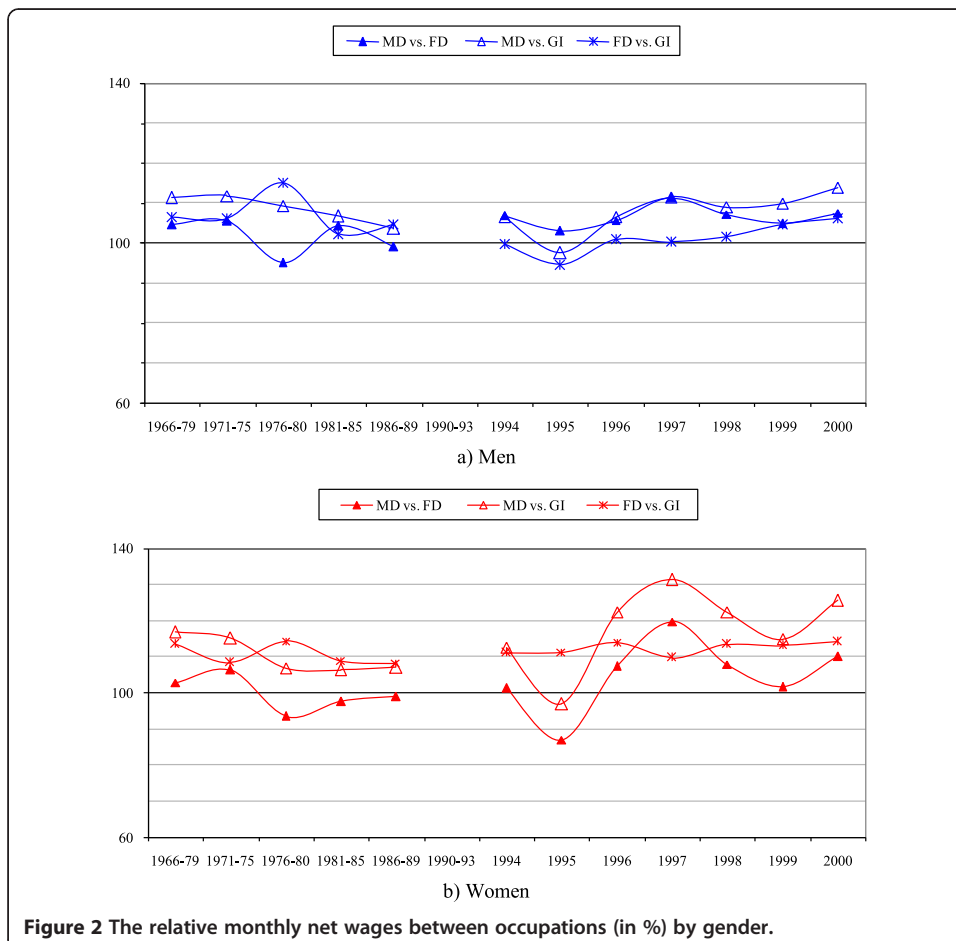 MD vs. FD MD vs. GI FD vs. GI
140
100
60
1966-79 1971-75 1976-80 1981-85 1986-89 1990-93 1994 1995 1996 1997 1998 1999 2000
a) Men
MD vs. FD MD vs. GI FD vs. GI
140
100
60
1966-79 1971-75 1976-80 1981-85 1986-89 1990-93 1994 1995 1996 1997 1998 1999 2000
b) Women
Figure 2 The relative monthly net wages between occupations (in %) by gender.